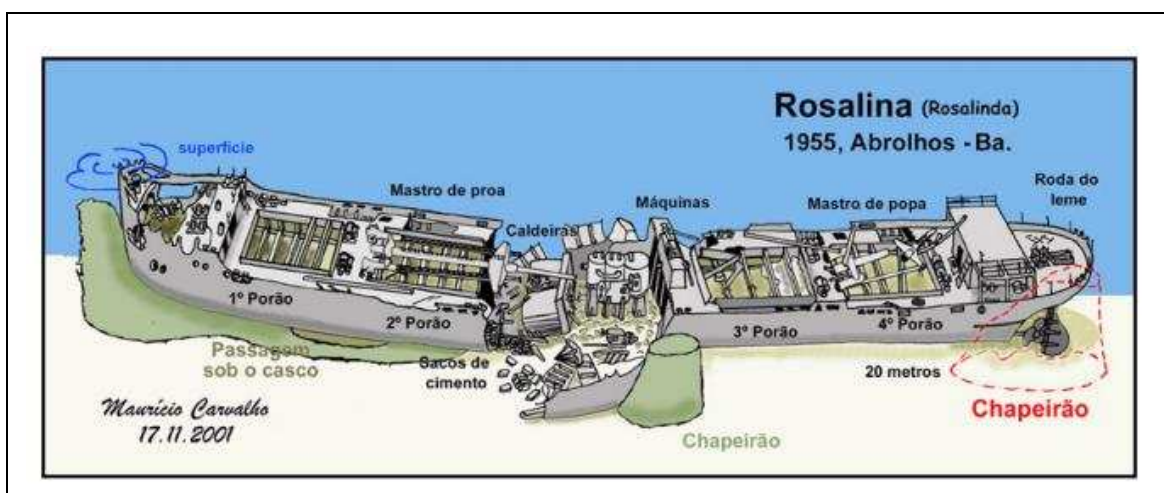 Rosalina (Rosalinda)
1955, Abrolhos - Ba.
superficie
Mastro de proa
Caldeiras
Máquinas
Mastro de popa
Roda do
leme
1º Porão
2º Porão
3º Porão
4º Porão
Passagem
sob o casco
Sacos de
cimento
20 metros
Chapeirão
Chapeirão
Maurício Carvalho
17.11.2001